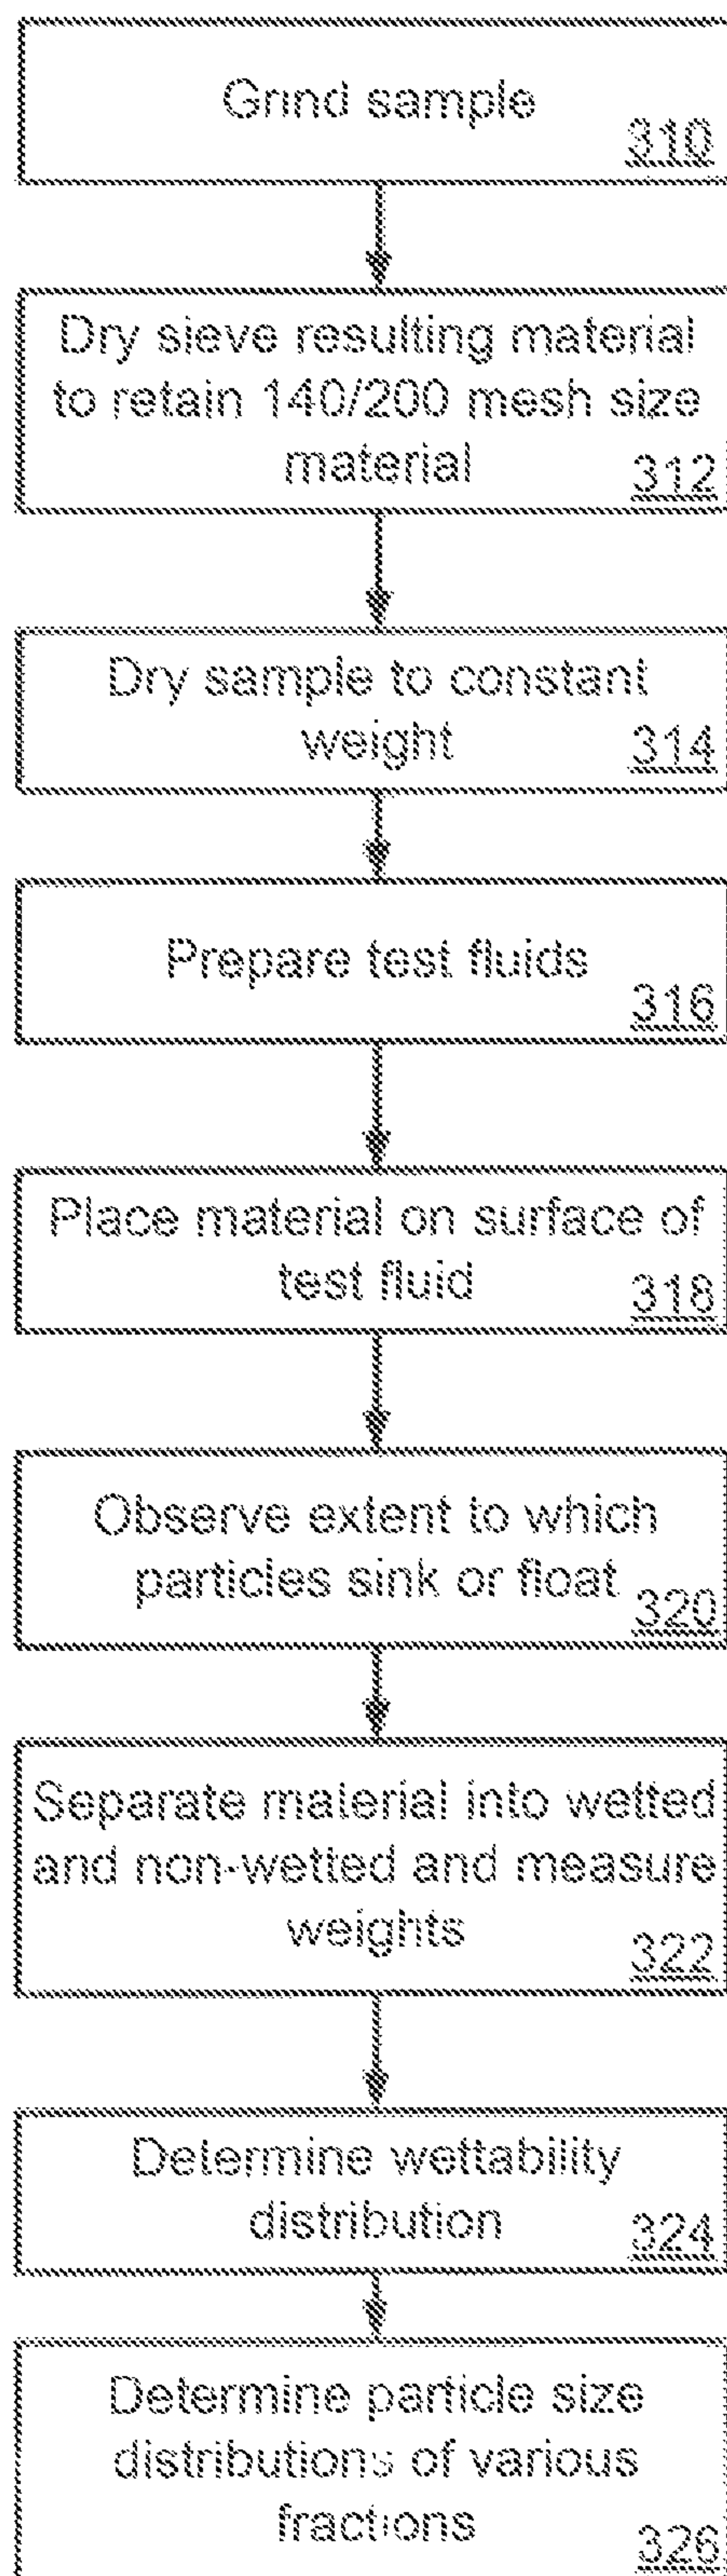 Grind sample
310
Dry sieve resulting material
to retain 140/200 mesh size
material
312
Dry sample to constant
weight
314
Prepare test fluids
316
Place material on surface of
test fluid
318
Observe extent to which
particles sink or float
320
Separate material into wetted
and non-wetted and measure
weights
322
Determine wettability
distribution
324
Determine particle size
distributions of various
fractions
326